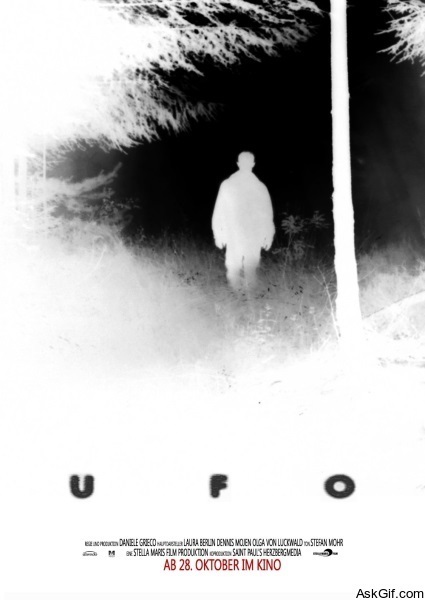 U F O
REGIE UND PRODUKTION DANIELE GRIECO HAUPTDARSTELLER LAURA BERLIN DENNIS MOJEN OLGA VON LUCKWALD TON STEFAN MOHR
EINE STELLA MARIS FILM PRODUKTION KOPRODUKTION SAINT PAUL'S HERZBERGMEDIA
AB 28. OKTOBER IM KINO
AskGif.com